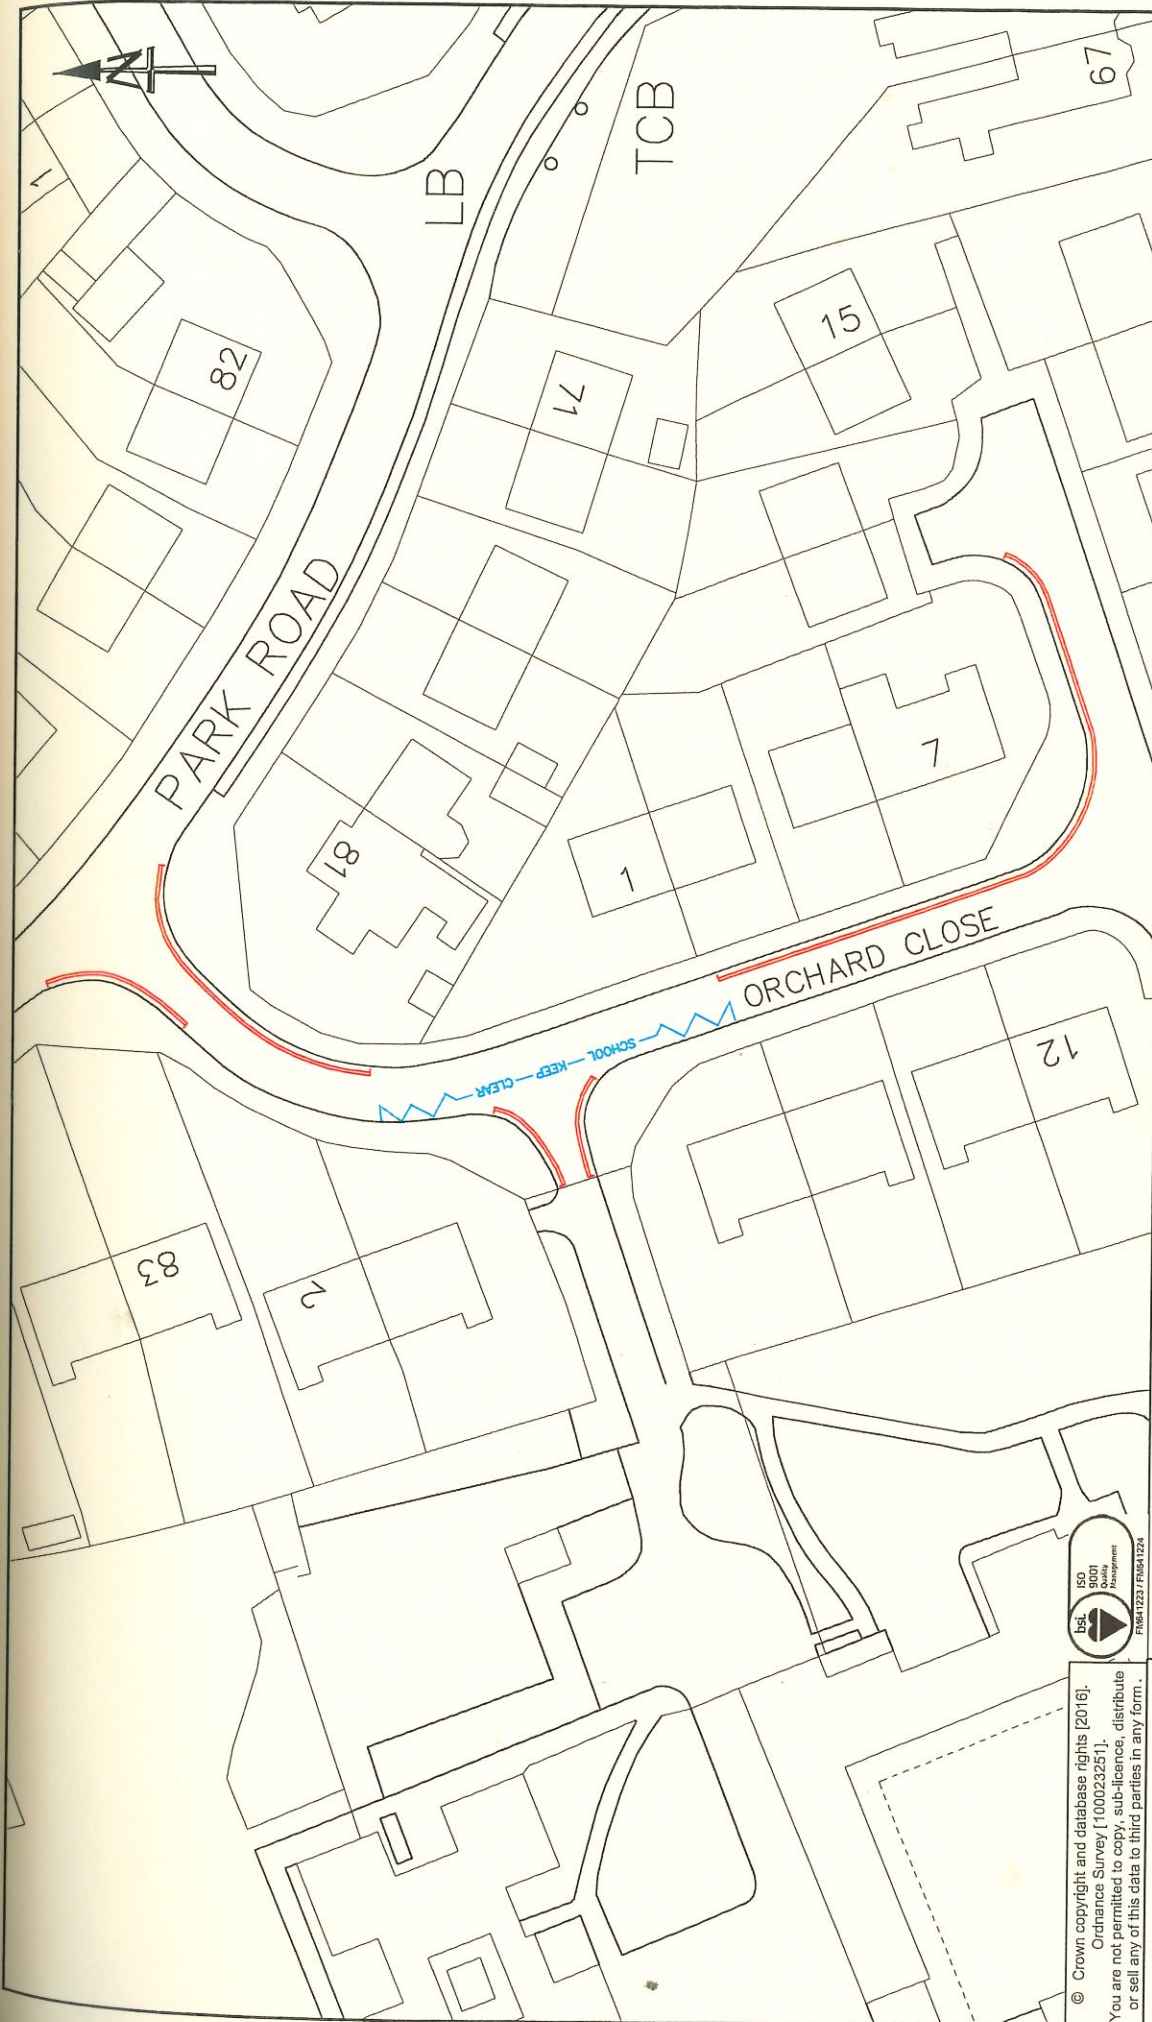 N
1
LB
TCB
67
82
71
15
PARK ROAD
81
1
7
ORCHARD CLOSE
SCHOOL KEEP CLEAR
83
2
12
bsi.
ISO
9001
Quality
Management
FM641223 / FM641224
© Crown copyright and database rights [2016].
Ordnance Survey [100023251].
You are not permitted to copy, sub-licence, distribute
or sell any of this data to third parties in any form.